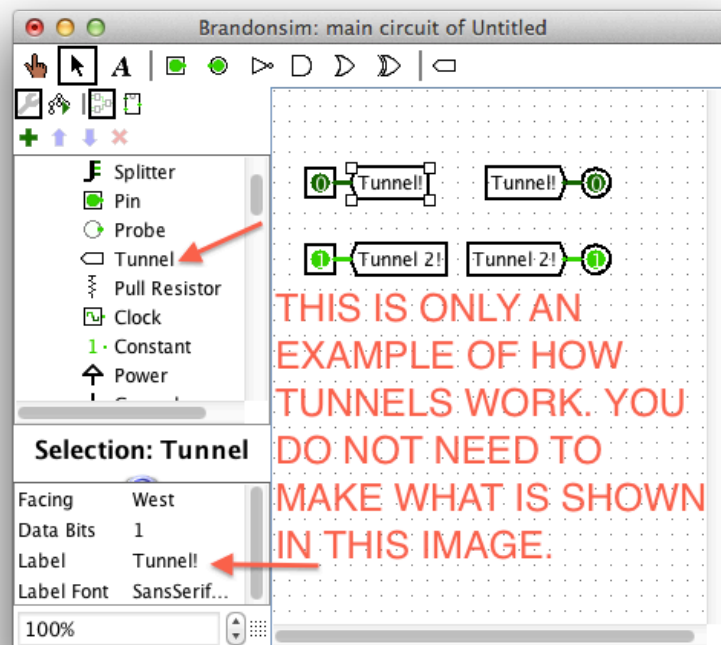 Brandonsim: main circuit of Untitled
A
Splitter
Pin
Probe
Tunnel
Pull Resistor
Clock
1 Constant
Power
Selection: Tunnel
Facing West
Data Bits 1
Label Tunnel!
Label Font SansSerif...
100%
0 Tunnel! Tunnel! 0
1 Tunnel 2! Tunnel 2! 1
THIS IS ONLY AN
EXAMPLE OF HOW
TUNNELS WORK. YOU
DO NOT NEED TO
MAKE WHAT IS SHOWN
IN THIS IMAGE.